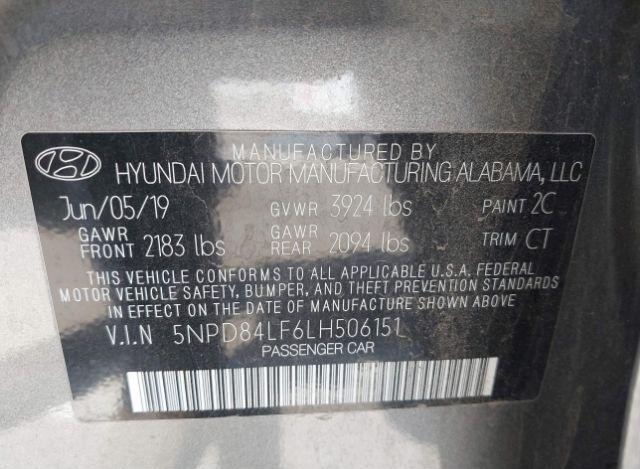 MANUFACTURED BY
HYUNDAI MOTOR MANUFACTURING ALABAMA, LLC
Jun/05/19 GVWR 3924 lbs PAINT 2C
GAWR FRONT 2183 lbs GAWR REAR 2094 lbs TRIM CT
THIS VEHICLE CONFORMS TO ALL APPLICABLE U.S.A. FEDERAL
MOTOR VEHICLE SAFETY, BUMPER, AND THEFT PREVENTION STANDARDS
IN EFFECT ON THE DATE OF MANUFACTURE SHOWN ABOVE.
V.I.N 5NPD84LF6LH506151
PASSENGER CAR